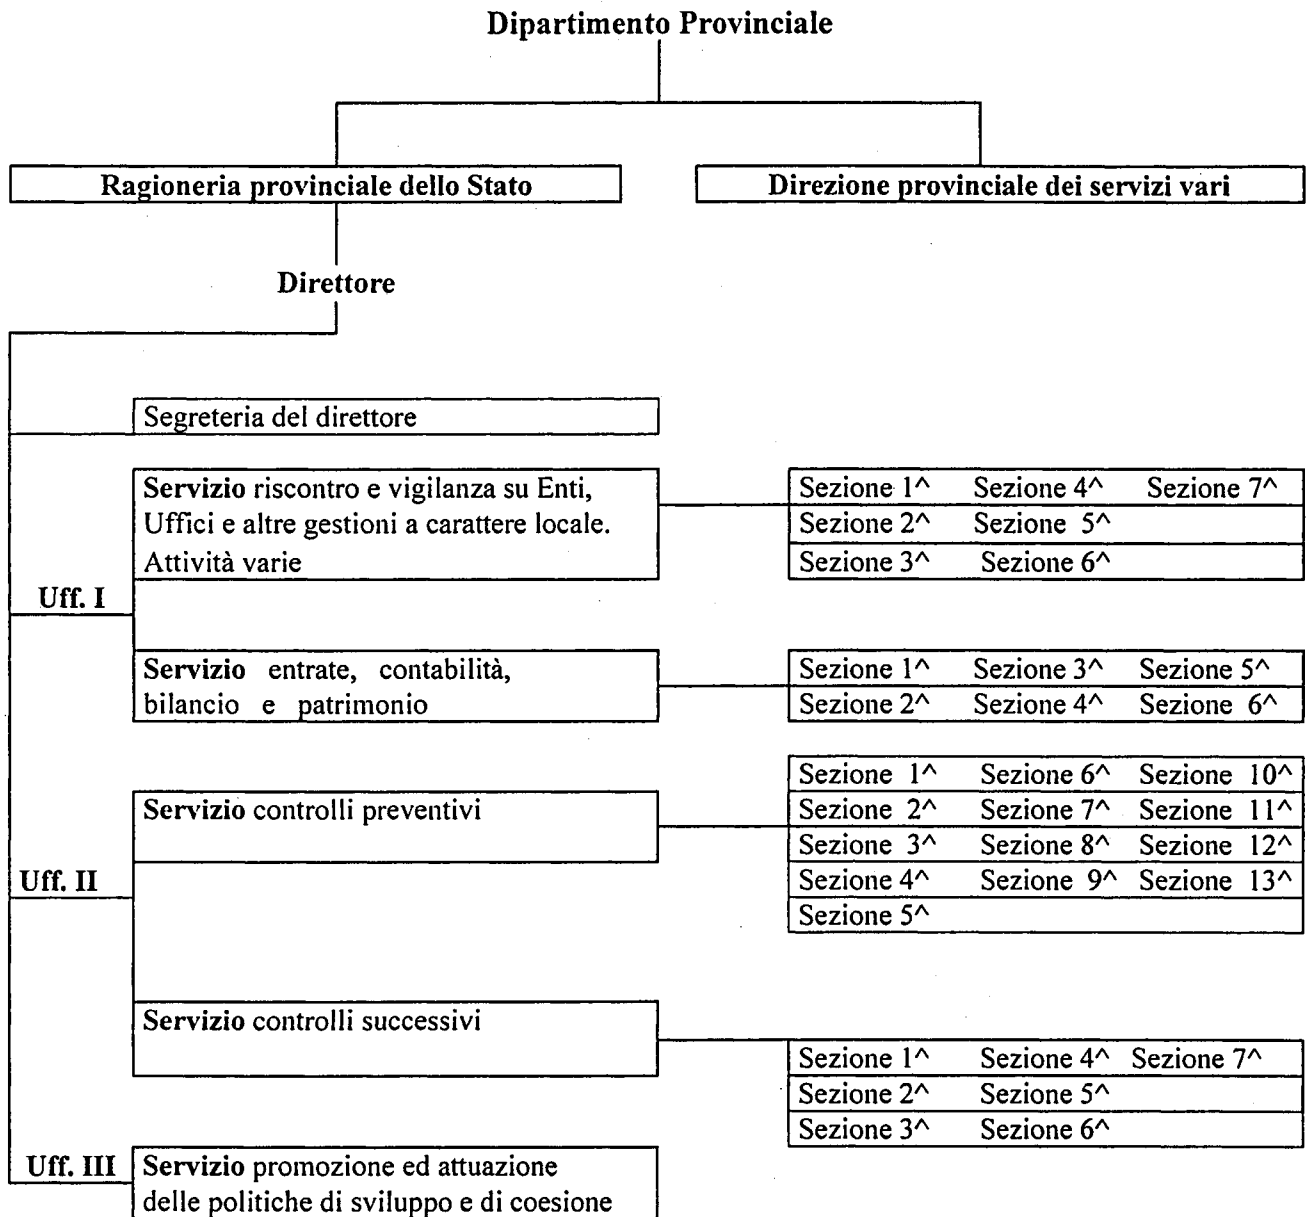 Dipartimento Provinciale
Ragioneria provinciale dello Stato
Direzione provinciale dei servizi vari
Direttore
Segreteria del direttore
Uff. I
Servizio riscontro e vigilanza su Enti,
Uffici e altre gestioni a carattere locale.
Attività varie
Sezione 1^ Sezione 4^ Sezione 7^
Sezione 2^ Sezione 5^
Sezione 3^ Sezione 6^
Servizio entrate, contabilità,
bilancio e patrimonio
Sezione 1^ Sezione 3^ Sezione 5^
Sezione 2^ Sezione 4^ Sezione 6^
Uff. II
Servizio controlli preventivi
Sezione 1^ Sezione 6^ Sezione 10^
Sezione 2^ Sezione 7^ Sezione 11^
Sezione 3^ Sezione 8^ Sezione 12^
Sezione 4^ Sezione 9^ Sezione 13^
Sezione 5^
Servizio controlli successivi
Sezione 1^ Sezione 4^ Sezione 7^
Sezione 2^ Sezione 5^
Sezione 3^ Sezione 6^
Uff. III
Servizio promozione ed attuazione
delle politiche di sviluppo e di coesione